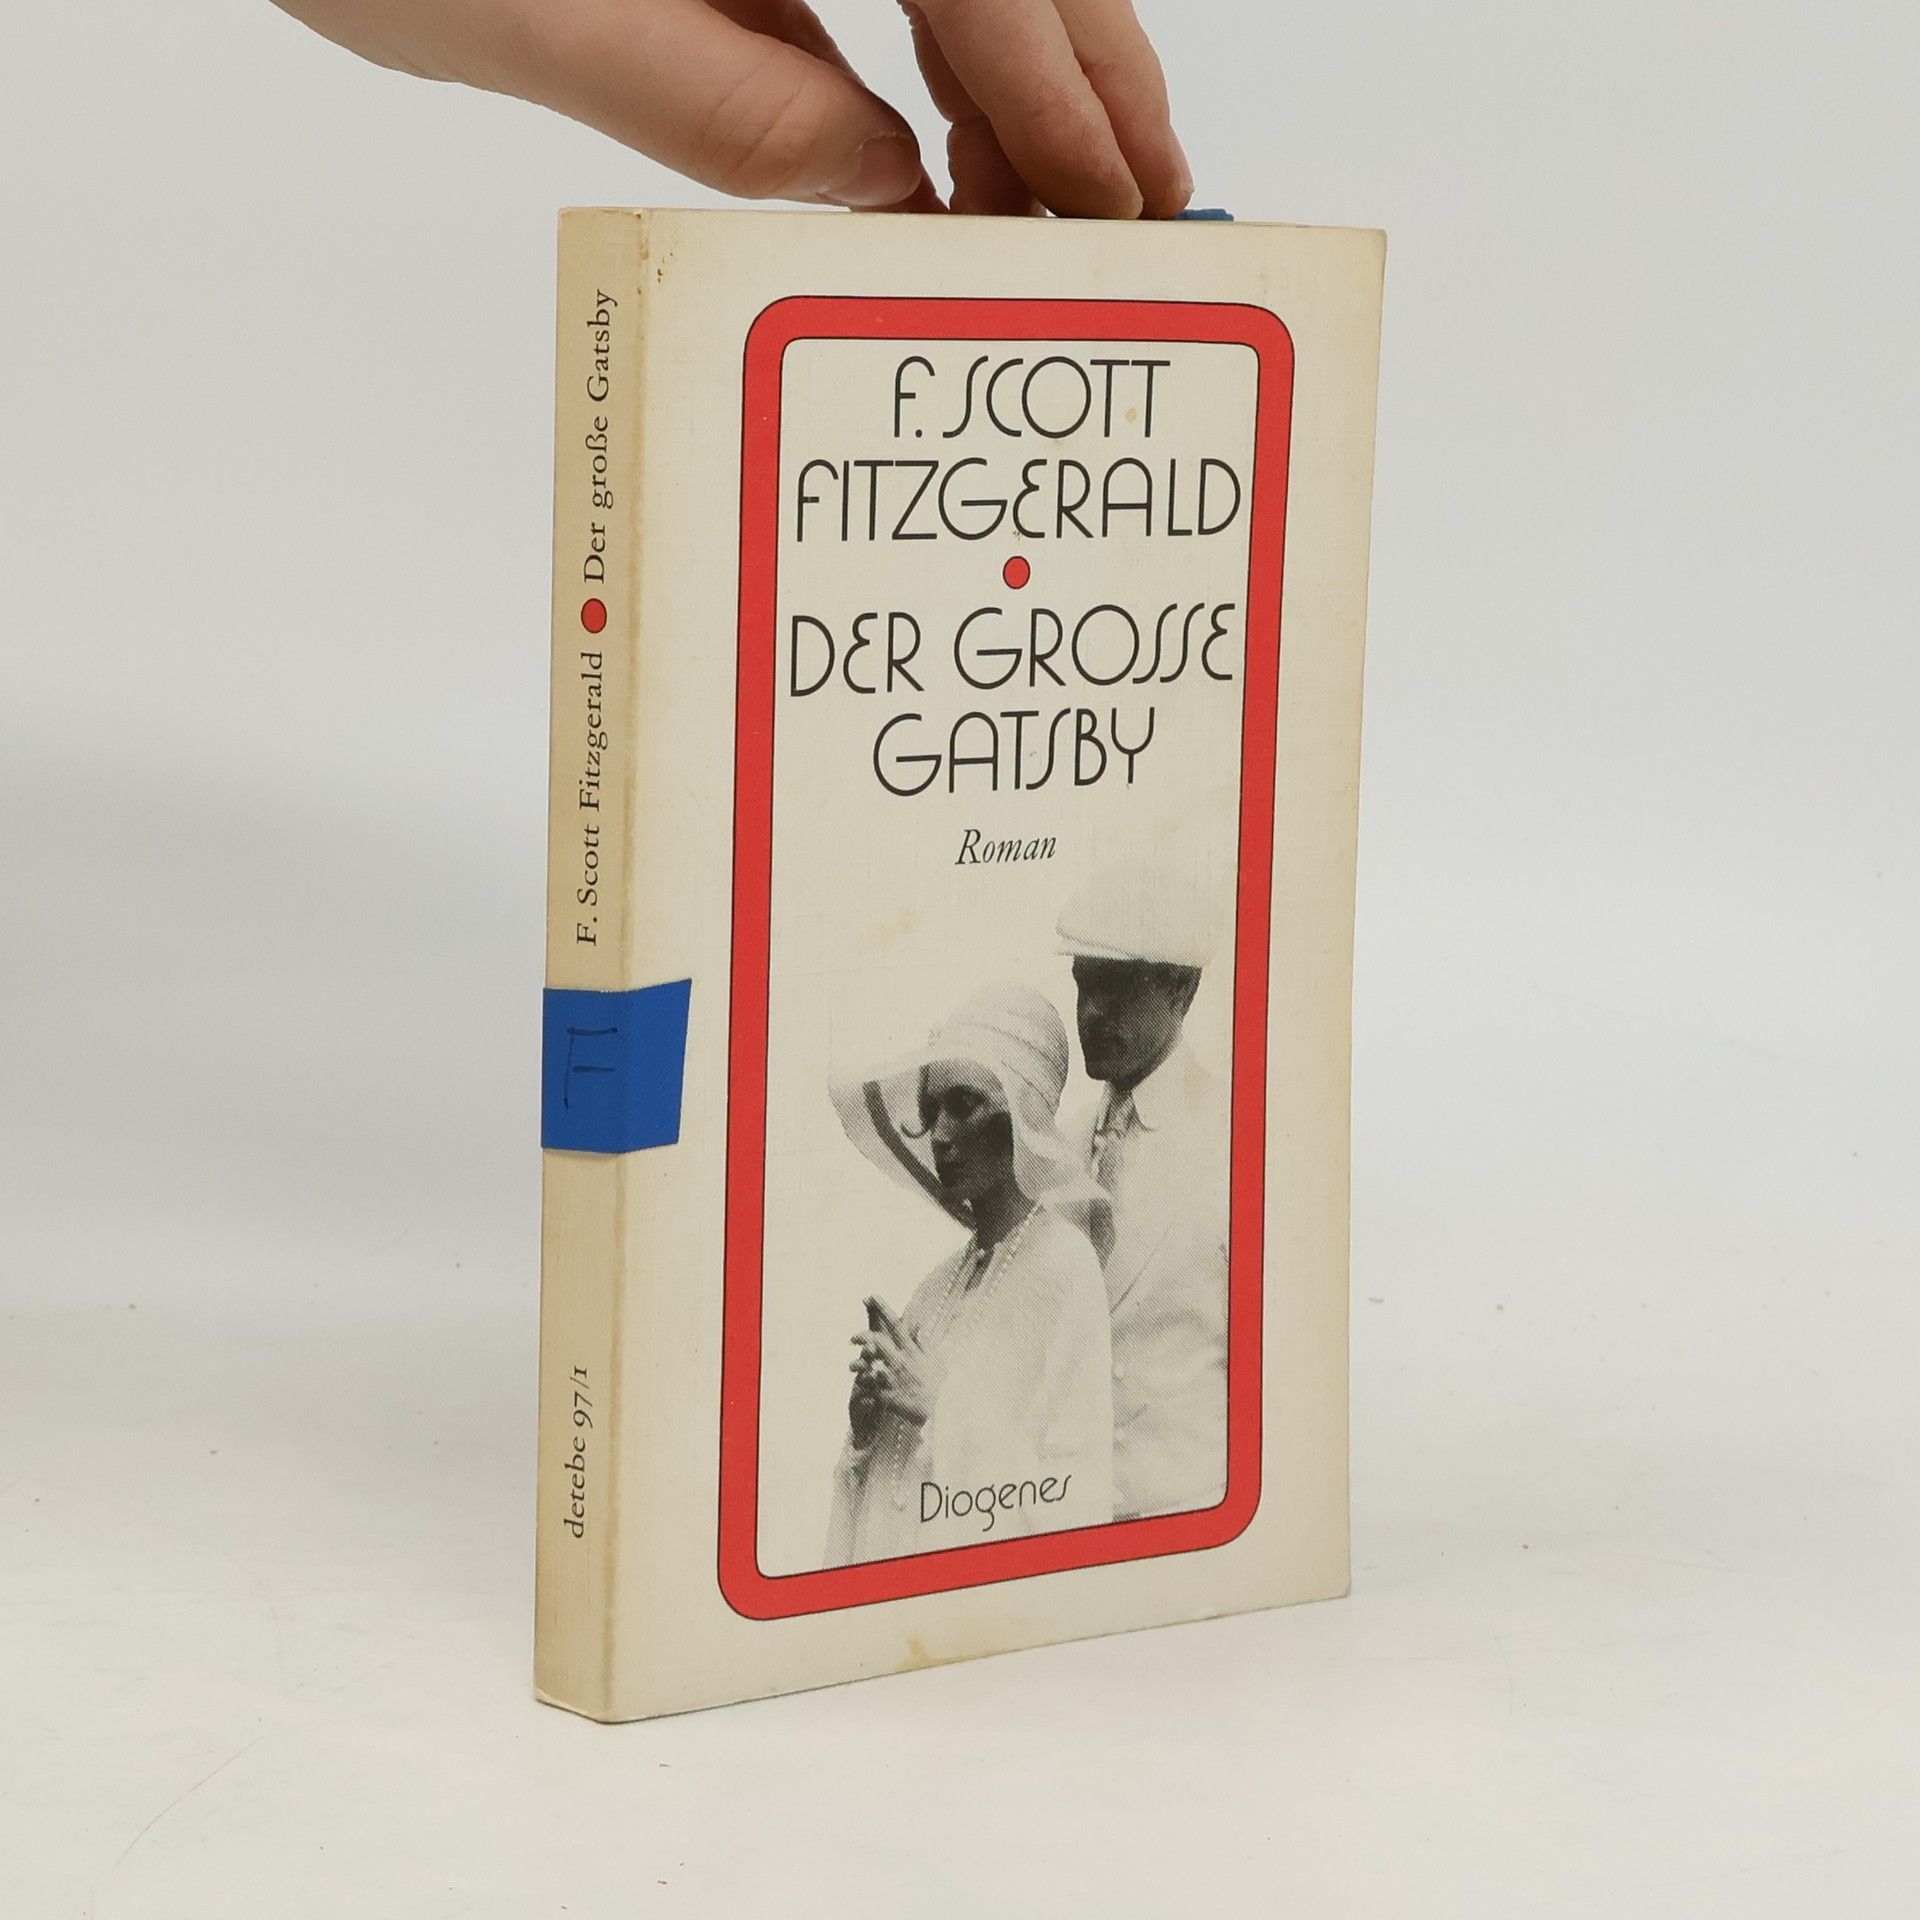 F. Scott Fitzgerald ● Der große Gatsby
F
detebe 97/1
F. SCOTT
FITZGERALD
●
DER GROSSE
GATSBY
Roman
Diogenes